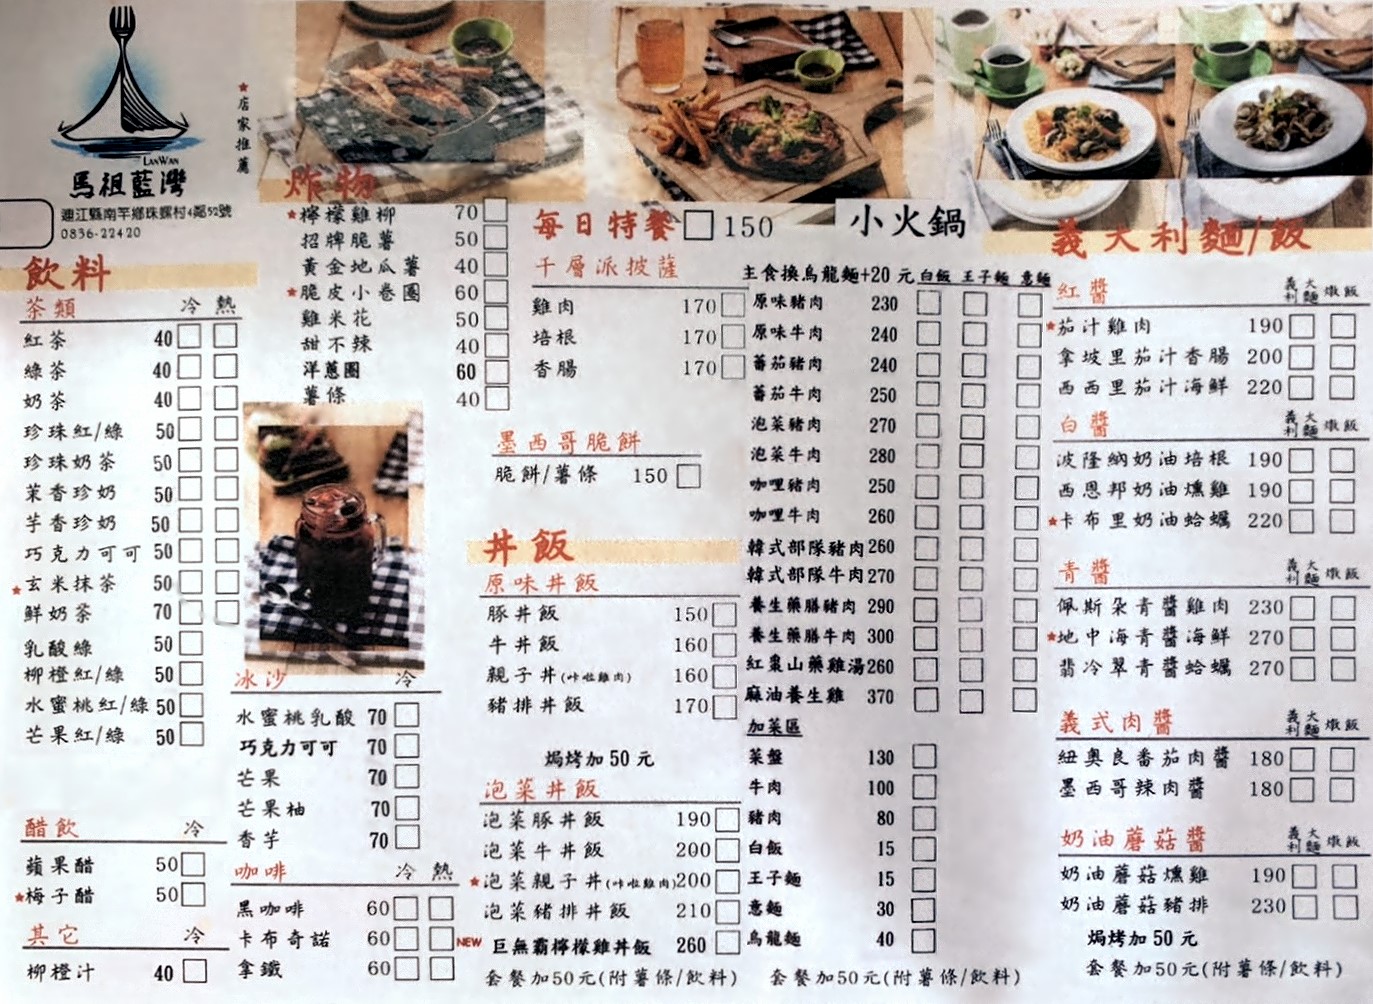 LANWAN
馬祖藍灣
連江縣南竿鄉珠螺村4鄰52號
0836-22420
★店家推薦
飲料
茶類 冷 熱
紅茶 40
綠茶 40
奶茶 40
珍珠紅/綠 50
珍珠奶茶 50
茉香珍奶 50
芋香珍奶 50
巧克力可可 50
★玄米抹茶 50
鮮奶茶 70
乳酸綠 50
柳橙紅/綠 50
水蜜桃紅/綠 50
芒果紅/綠 50
醋飲 冷
蘋果醋 50
★梅子醋 50
其它 冷
柳橙汁 40
炸物
★檸檬雞柳 70
招牌脆薯 50
黃金地瓜薯 40
★脆皮小卷圈 60
雞米花 50
甜不辣 40
洋蔥圈 60
薯條 40
冰沙 冷
水蜜桃乳酸 70
巧克力可可 70
芒果 70
芒果柚 70
香芋 70
咖啡 冷 熱
黑咖啡 60
卡布奇諾 60
拿鐵 60
每日特餐 150
千層派披薩
雞肉 170
培根 170
香腸 170
墨西哥脆餅
脆餅/薯條 150
丼飯
原味丼飯
豚丼飯 150
牛丼飯 160
親子丼(咔啦雞肉) 160
豬排丼飯 170
焗烤加50元
泡菜丼飯
泡菜豚丼飯 190
泡菜牛丼飯 200
★泡菜親子丼(咔啦雞肉) 200
泡菜豬排丼飯 210
NEW 巨無霸檸檬雞丼飯 260
套餐加50元(附薯條/飲料)
小火鍋
主食換烏龍麵+20 元 白飯 王子麵 意麵
原味豬肉 230
原味牛肉 240
蕃茄豬肉 240
蕃茄牛肉 250
泡菜豬肉 270
泡菜牛肉 280
咖哩豬肉 250
咖哩牛肉 260
韓式部隊豬肉 260
韓式部隊牛肉 270
養生藥膳豬肉 290
養生藥膳牛肉 300
紅棗山藥雞湯 260
麻油養生雞 370
加菜區
菜盤 130
牛肉 100
豬肉 80
白飯 15
王子麵 15
意麵 30
烏龍麵 40
套餐加50元(附薯條/飲料)
義大利麵/飯
紅醬 義大利麵 燉飯
★茄汁雞肉 190
拿坡里茄汁香腸 200
西西里茄汁海鮮 220
白醬 義大利麵 燉飯
波隆納奶油培根 190
西恩邦奶油燻雞 190
★卡布里奶油蛤蠣 220
青醬 義大利麵 燉飯
佩斯朵青醬雞肉 230
★地中海青醬海鮮 270
翡冷翠青醬蛤蠣 270
義式肉醬 義大利麵 燉飯
紐奧良番茄肉醬 180
墨西哥辣肉醬 180
奶油蘑菇醬 義大利麵 燉飯
奶油蘑菇燻雞 190
奶油蘑菇豬排 230
焗烤加50元
套餐加50元(附薯條/飲料)